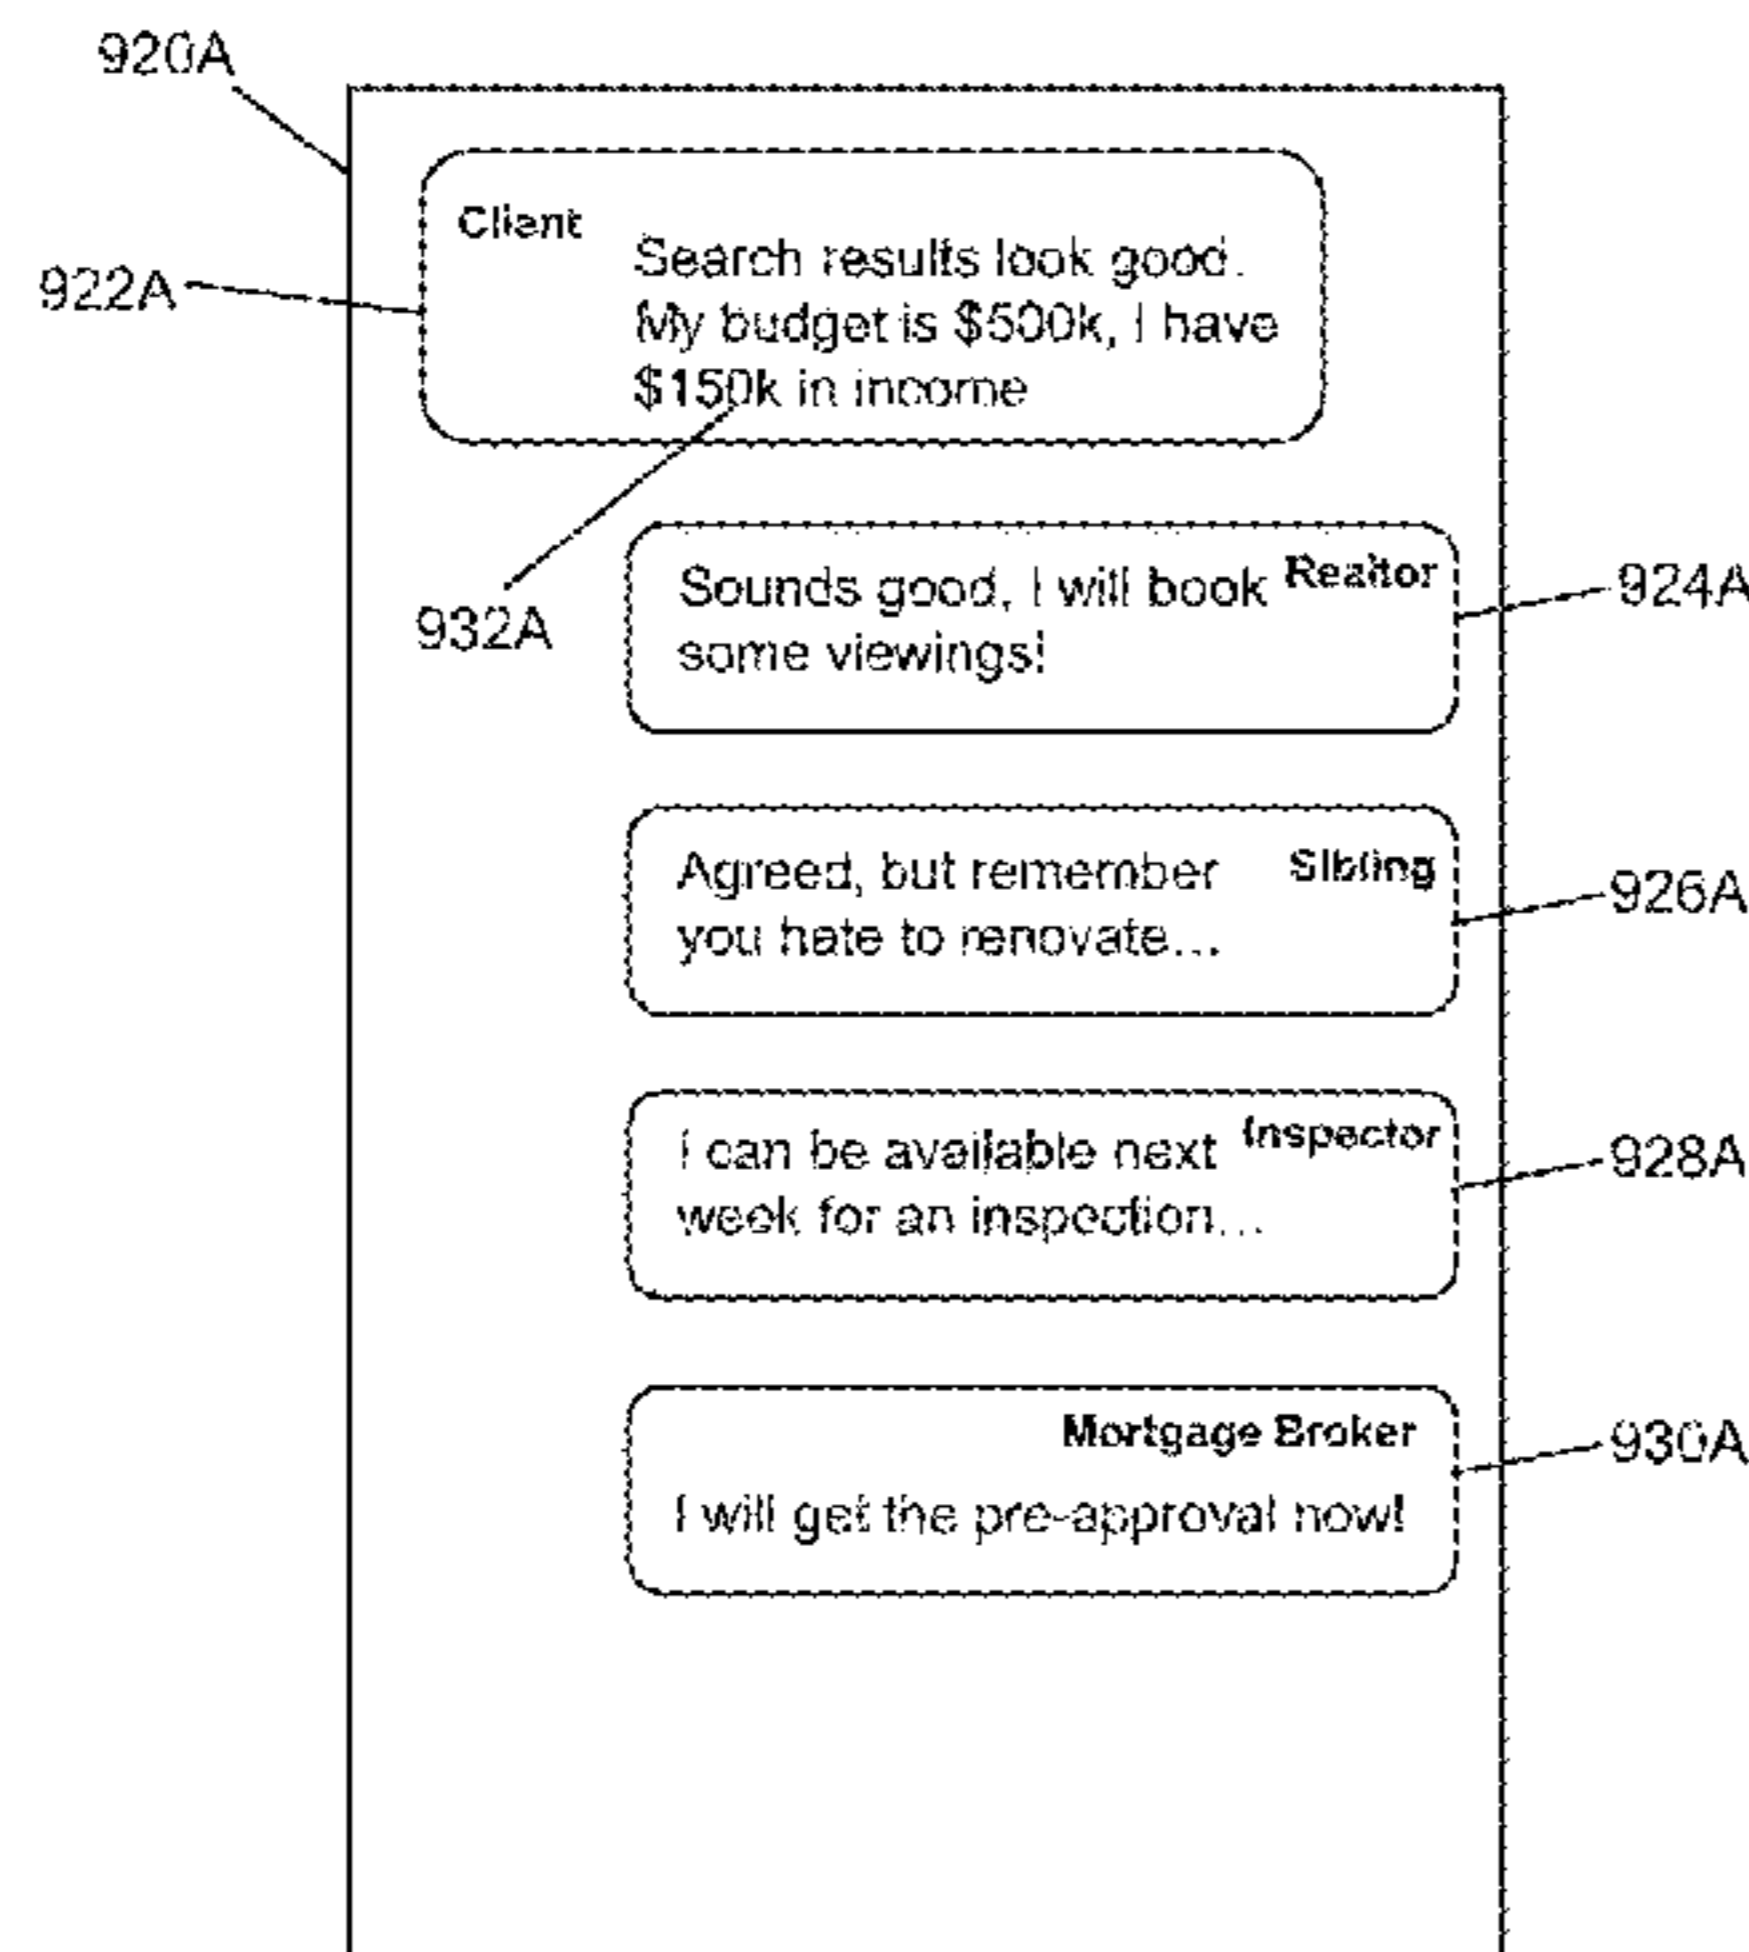 920A
Client
Search results look good.
922A
My budget is $500k, I have
$150k in income
932A
Sounds good, I will book Realtor
924A
some viewings!
Agreed, but remember Sibling
926A
you hate to renovate...
I can be available next Inspector
928A
week for an inspection...
Mortgage Broker
930A
I will get the pre-approval now!